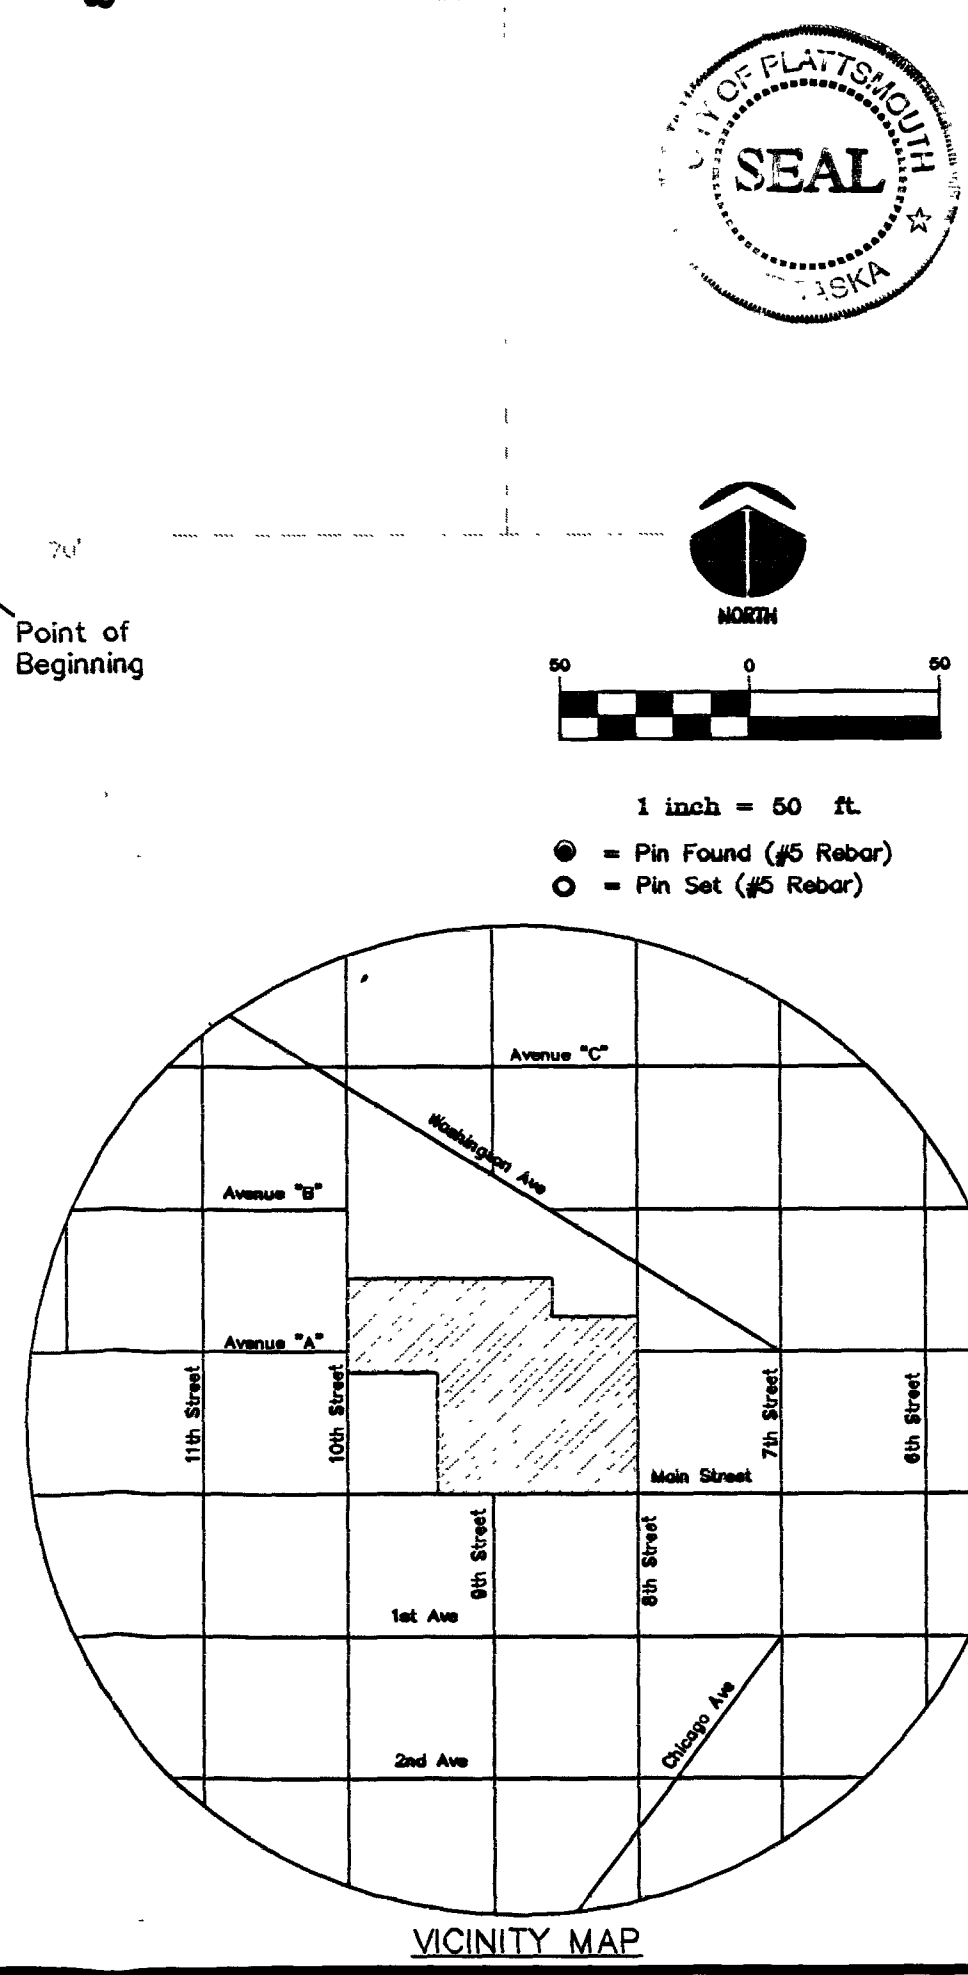 CITY OF PLATTSMOUTH
SEAL
70'
Point of
Beginning
NORTH
50 0 50
1 inch = 50 ft.
= Pin Found (#5 Rebar)
= Pin Set (#5 Rebar)
Avenue "C"
Washington Ave
Avenue "B"
Avenue "A"
11th Street
10th Street
7th Street
6th Street
Main Street
9th Street
8th Street
1st Ave
Chicago Ave
2nd Ave
VICINITY MAP